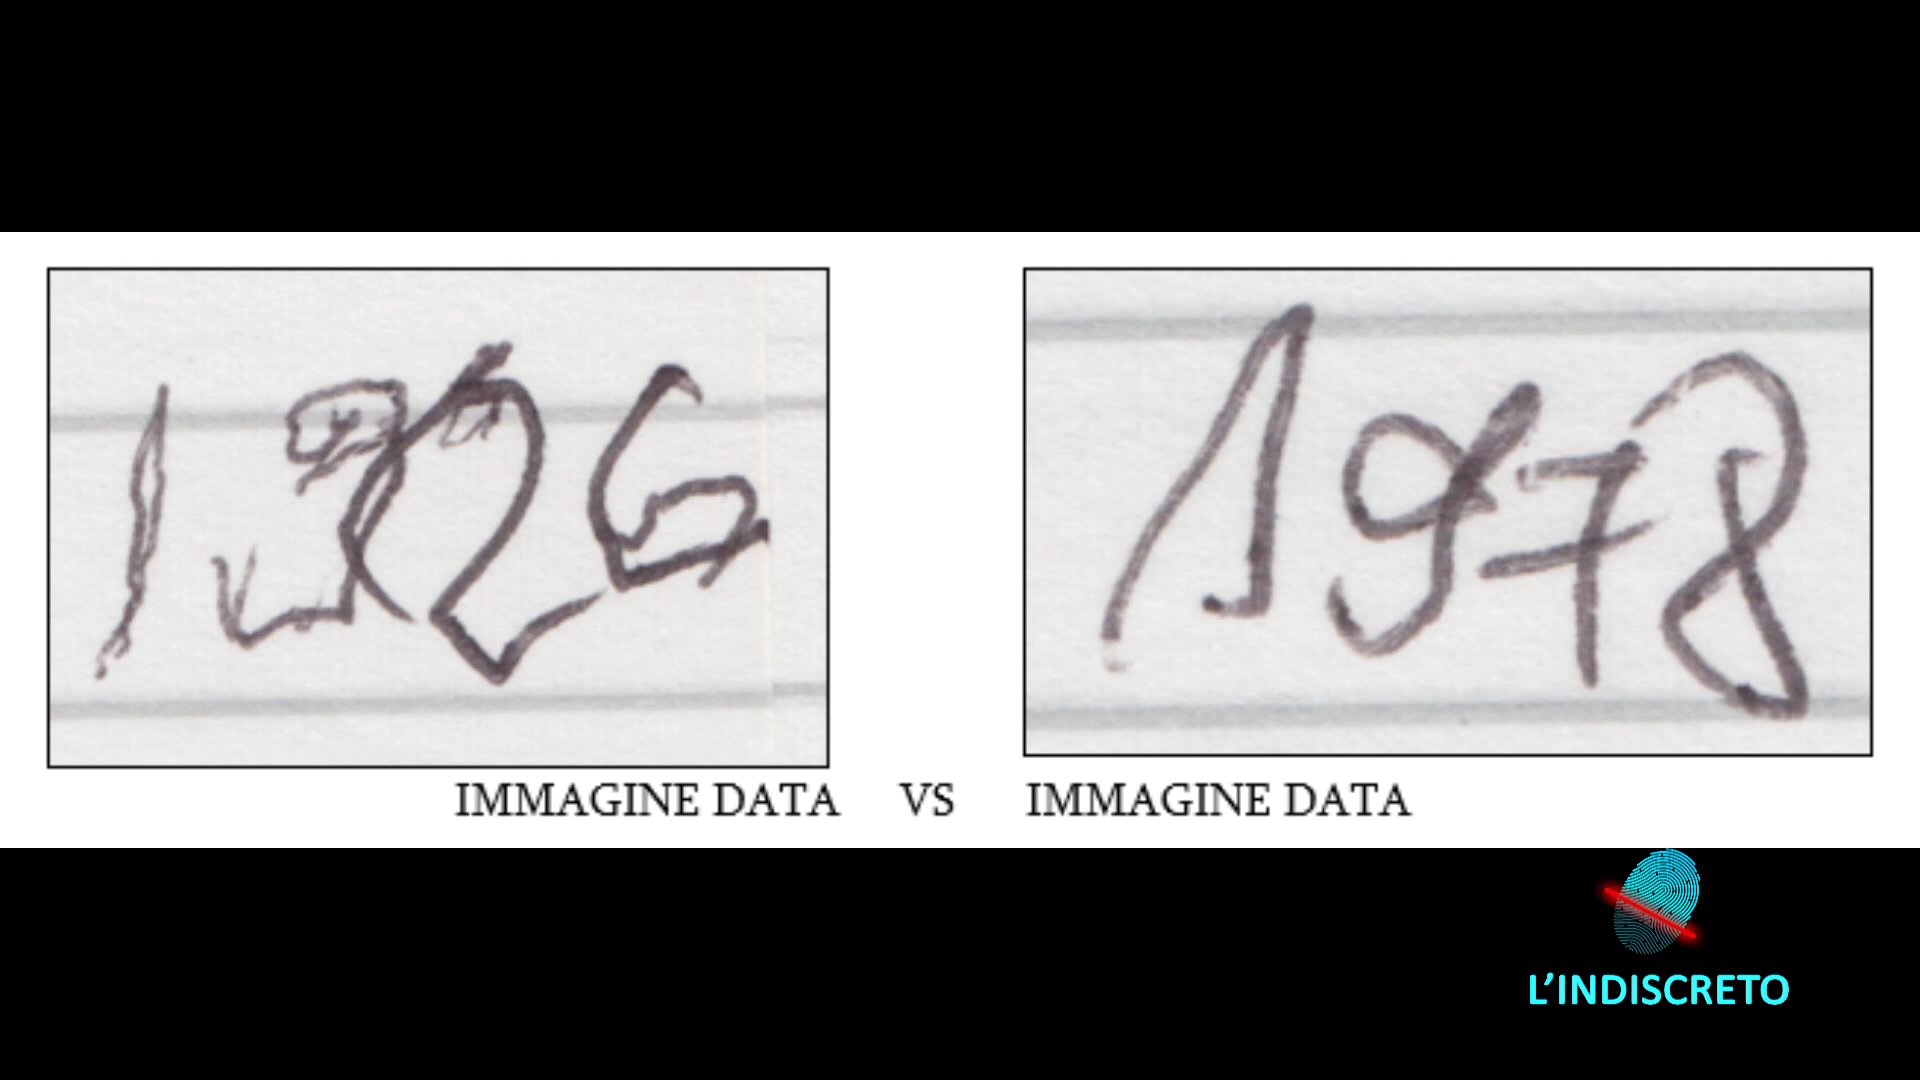 1926 1978
IMMAGINE DATA VS IMMAGINE DATA
L'INDISCRETO